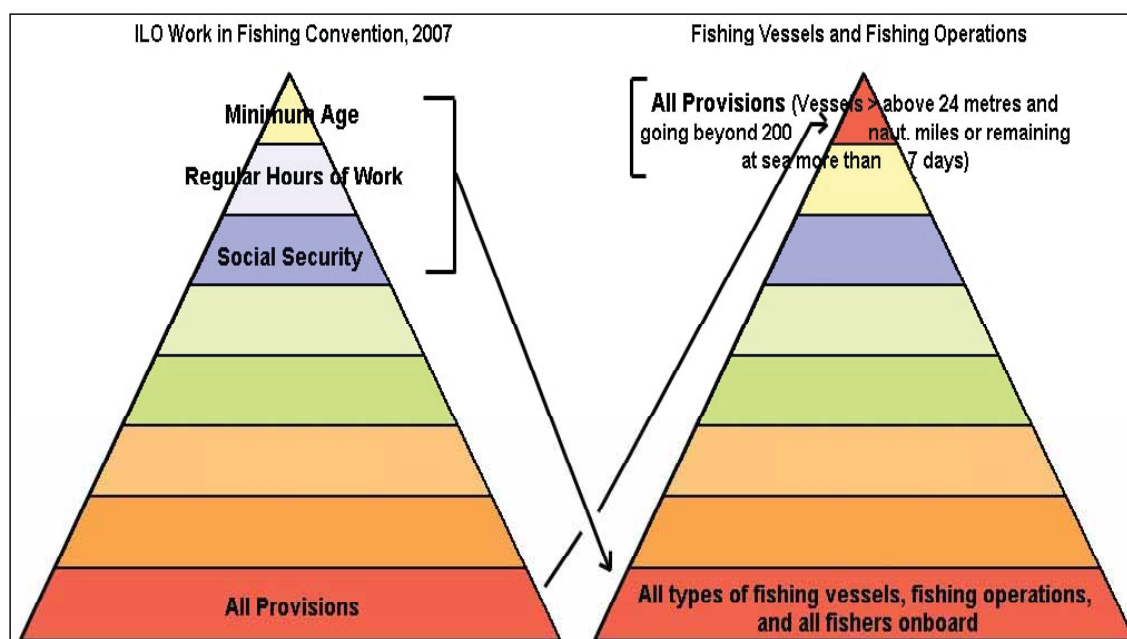 ILO Work in Fishing Convention, 2007
Minimum Age
Regular Hours of Work
Social Security
All Provisions
Fishing Vessels and Fishing Operations
All Provisions (Vessels > above 24 metres and
going beyond 200 naut. miles or remaining
at sea more than 7 days)
All types of fishing vessels, fishing operations,
and all fishers onboard